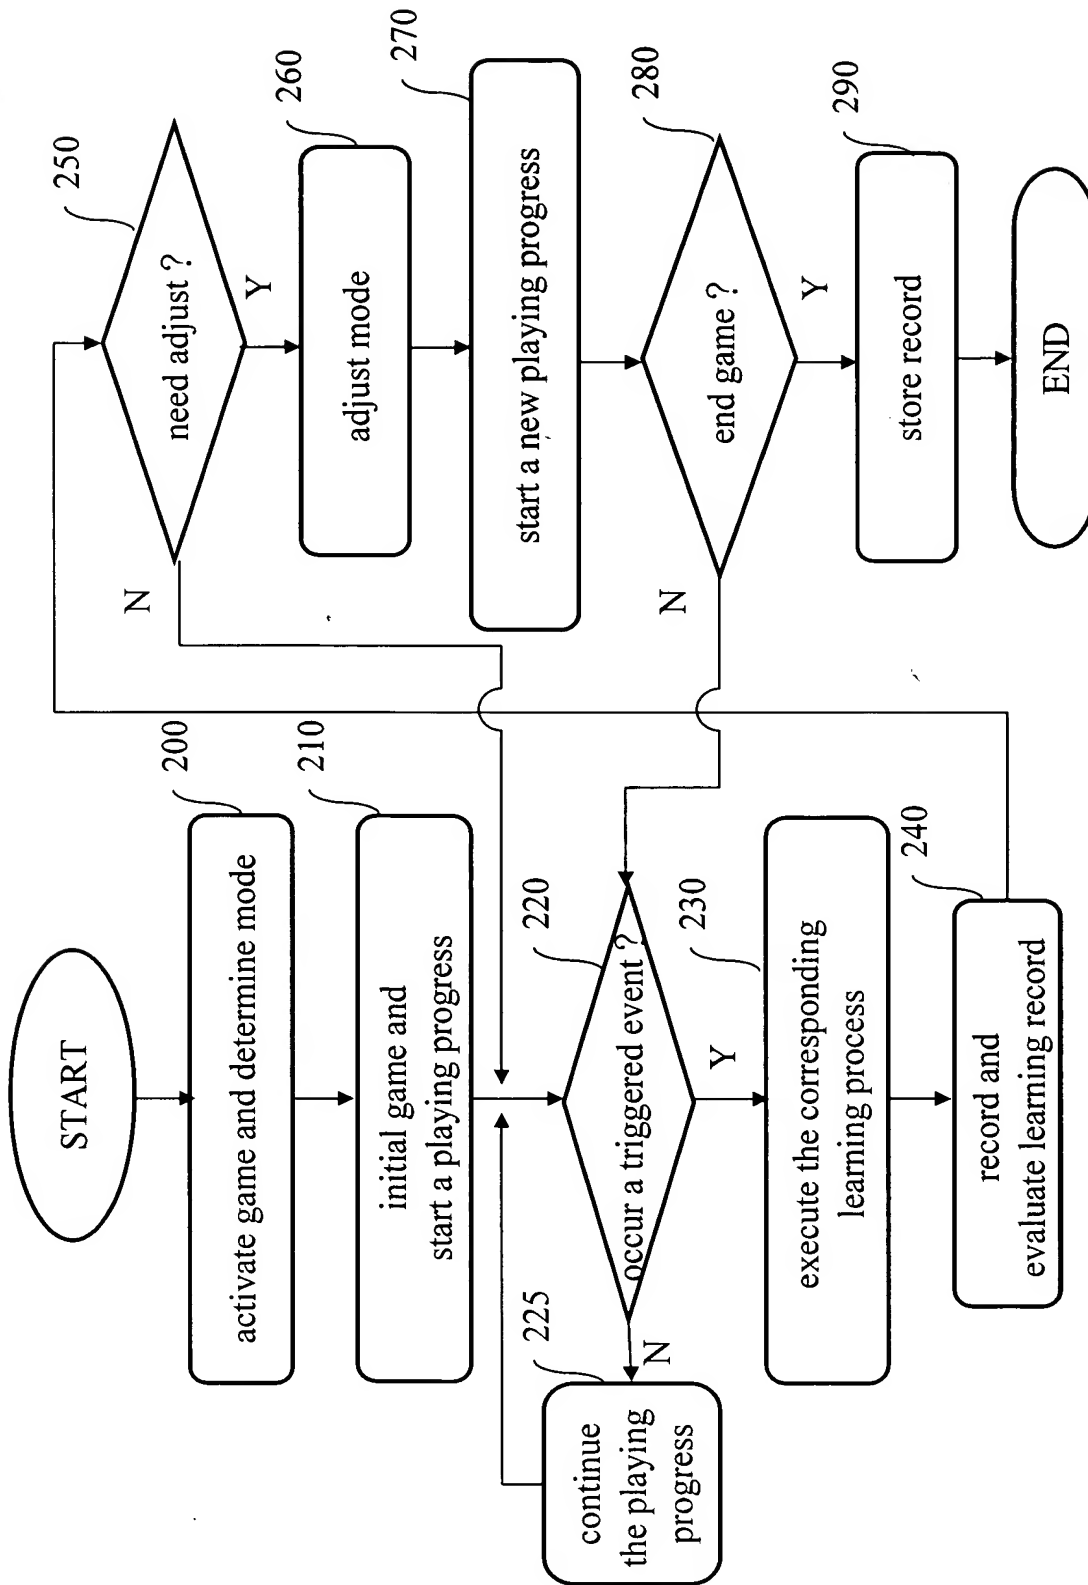 START
activate game and determine mode
200
initial game and
start a playing progress
210
occur a triggered event?
220
N
225
continue
the playing
progress
Y
230
execute the corresponding
learning process
240
record and
evaluate learning record
250
need adjust?
N
Y
260
adjust mode
270
start a new playing progress
280
end game?
N
Y
290
store record
END